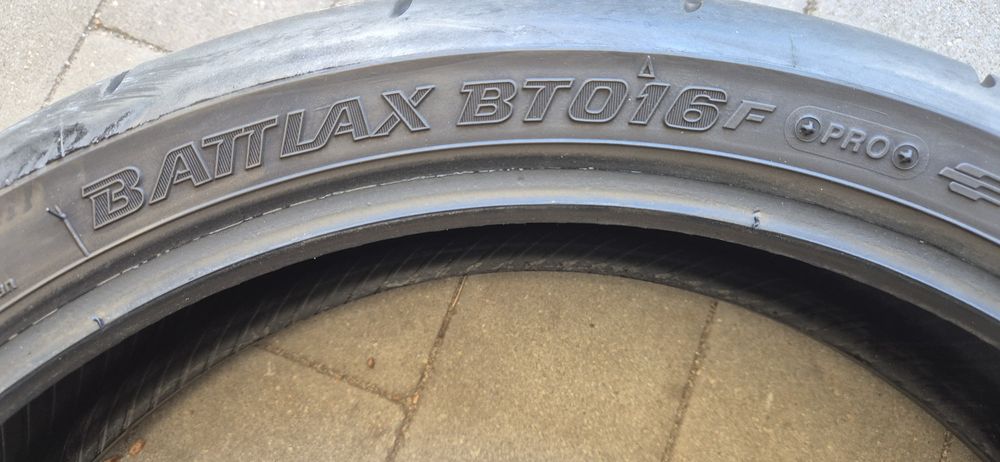 BATTLAX BT016F PRO